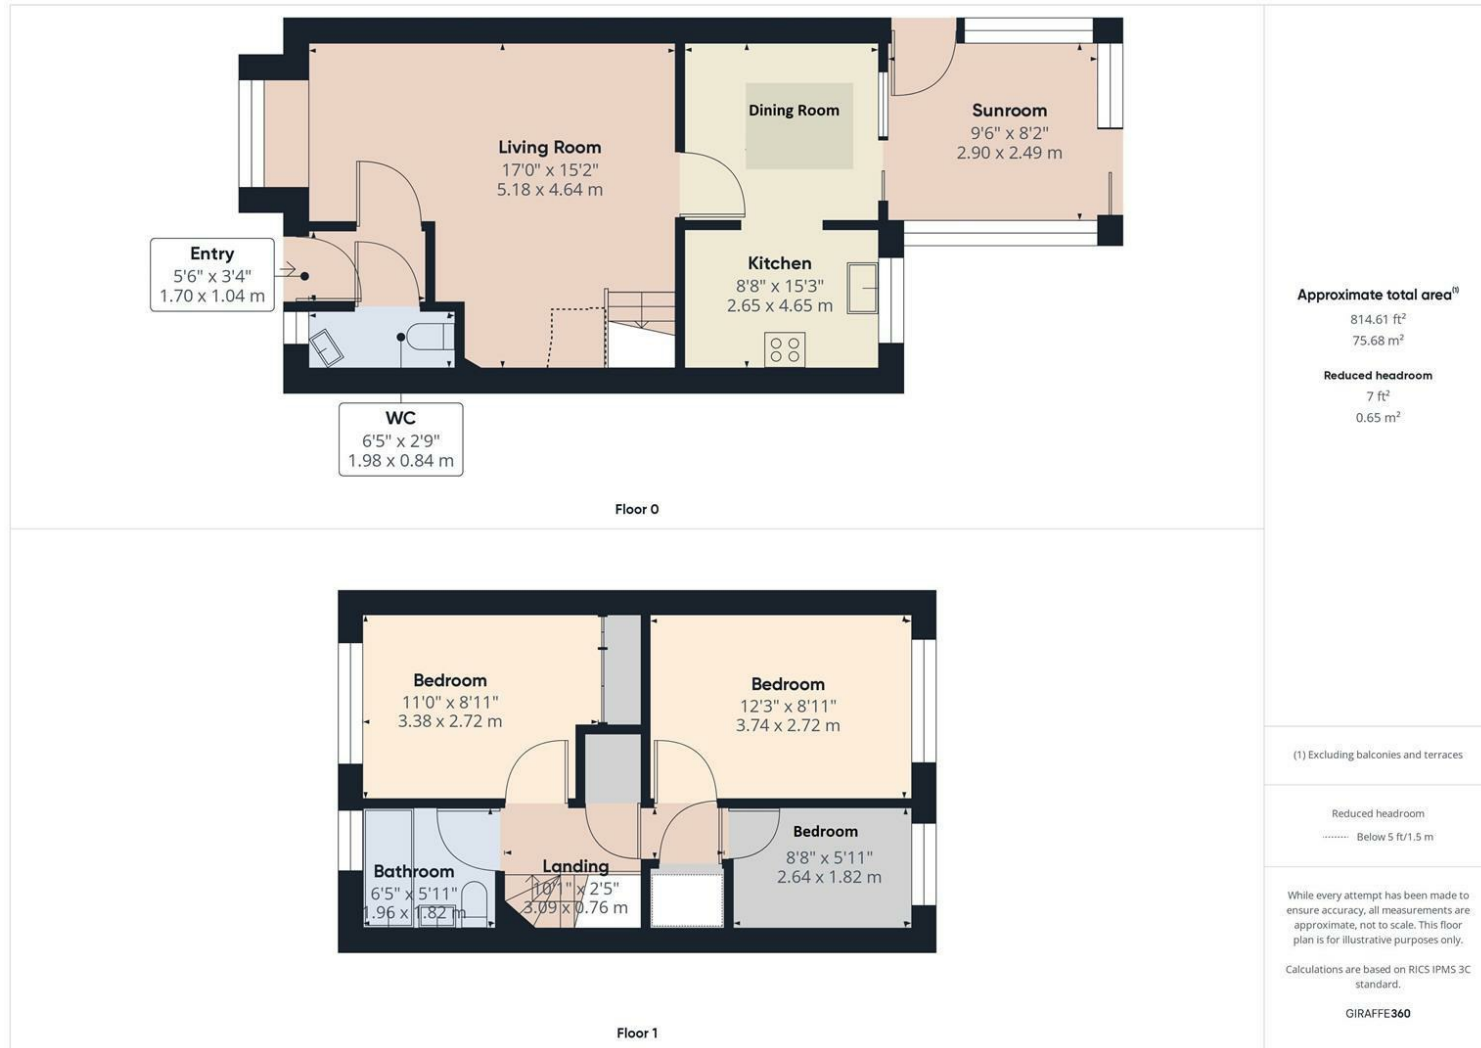 Living Room
17'0" x 15'2"
5.18 x 4.64 m
Dining Room
Sunroom
9'6" x 8'2"
2.90 x 2.49 m
Entry
5'6" x 3'4"
1.70 x 1.04 m
Kitchen
8'8" x 15'3"
2.65 x 4.65 m
WC
6'5" x 2'9"
1.98 x 0.84 m
Floor 0
Bedroom
11'0" x 8'11"
3.38 x 2.72 m
Bedroom
12'3" x 8'11"
3.74 x 2.72 m
Bathroom
6'5" x 5'11"
1.96 x 1.82 m
Landing
10'1" x 2'5"
3.09 x 0.76 m
Bedroom
8'8" x 5'11"
2.64 x 1.82 m
Floor 1
Approximate total area(1)
814.61 ft²
75.68 m²
Reduced headroom
7 ft²
0.65 m²
(1) Excluding balconies and terraces
Reduced headroom
Below 5 ft/1.5 m
While every attempt has been made to
ensure accuracy, all measurements are
approximate, not to scale. This floor
plan is for illustrative purposes only.
Calculations are based on RICS IPMS 3C
standard.
GIRAFFE360